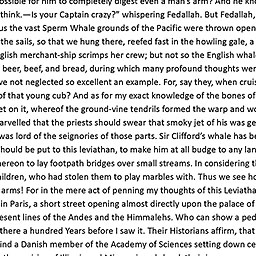 ossible for him to completely digest even a man's arm? And he kno
think.—Is your Captain crazy?" whispering Fedallah. But Fedallah,
us the vast Sperm Whale grounds of the Pacific were thrown open
the sails, so that we hung there, reefed fast in the howling gale, a
glish merchant-ship scrimps her crew; but not so the English whale
beer, beef, and bread, during which many profound thoughts were
ve not neglected so excellent an example. For, say they, when cruisi
of that young cub? And as for my exact knowledge of the bones of
et on it, whereof the ground-vine tendrils formed the warp and wo
arvelled that the priests should swear that smoky jet of his was ge
was lord of the seignories of those parts. Sir Clifford's whale has be
hould be put to this leviathan, to make him at all budge to any lan
hereon to lay footpath bridges over small streams. In considering th
hildren, who had stolen them to play marbles with. Thus we see ho
arms! For in the mere act of penning my thoughts of this Leviatha
in Paris, a short street opening almost directly upon the palace of
esent lines of the Andes and the Himmalehs. Who can show a ped
there a hundred Years before I saw it. Their Historians affirm, that
ind a Danish member of the Academy of Sciences setting down ce